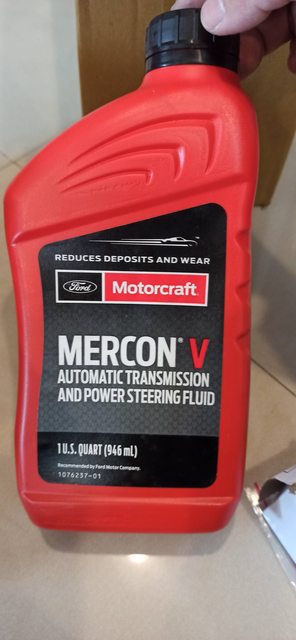 REDUCES DEPOSITS AND WEAR
Ford Motorcraft
MERCON® V
AUTOMATIC TRANSMISSION
AND POWER STEERING FLUID
1 U.S. QUART (946 mL)
Recommended by Ford Motor Company.
1076237-01